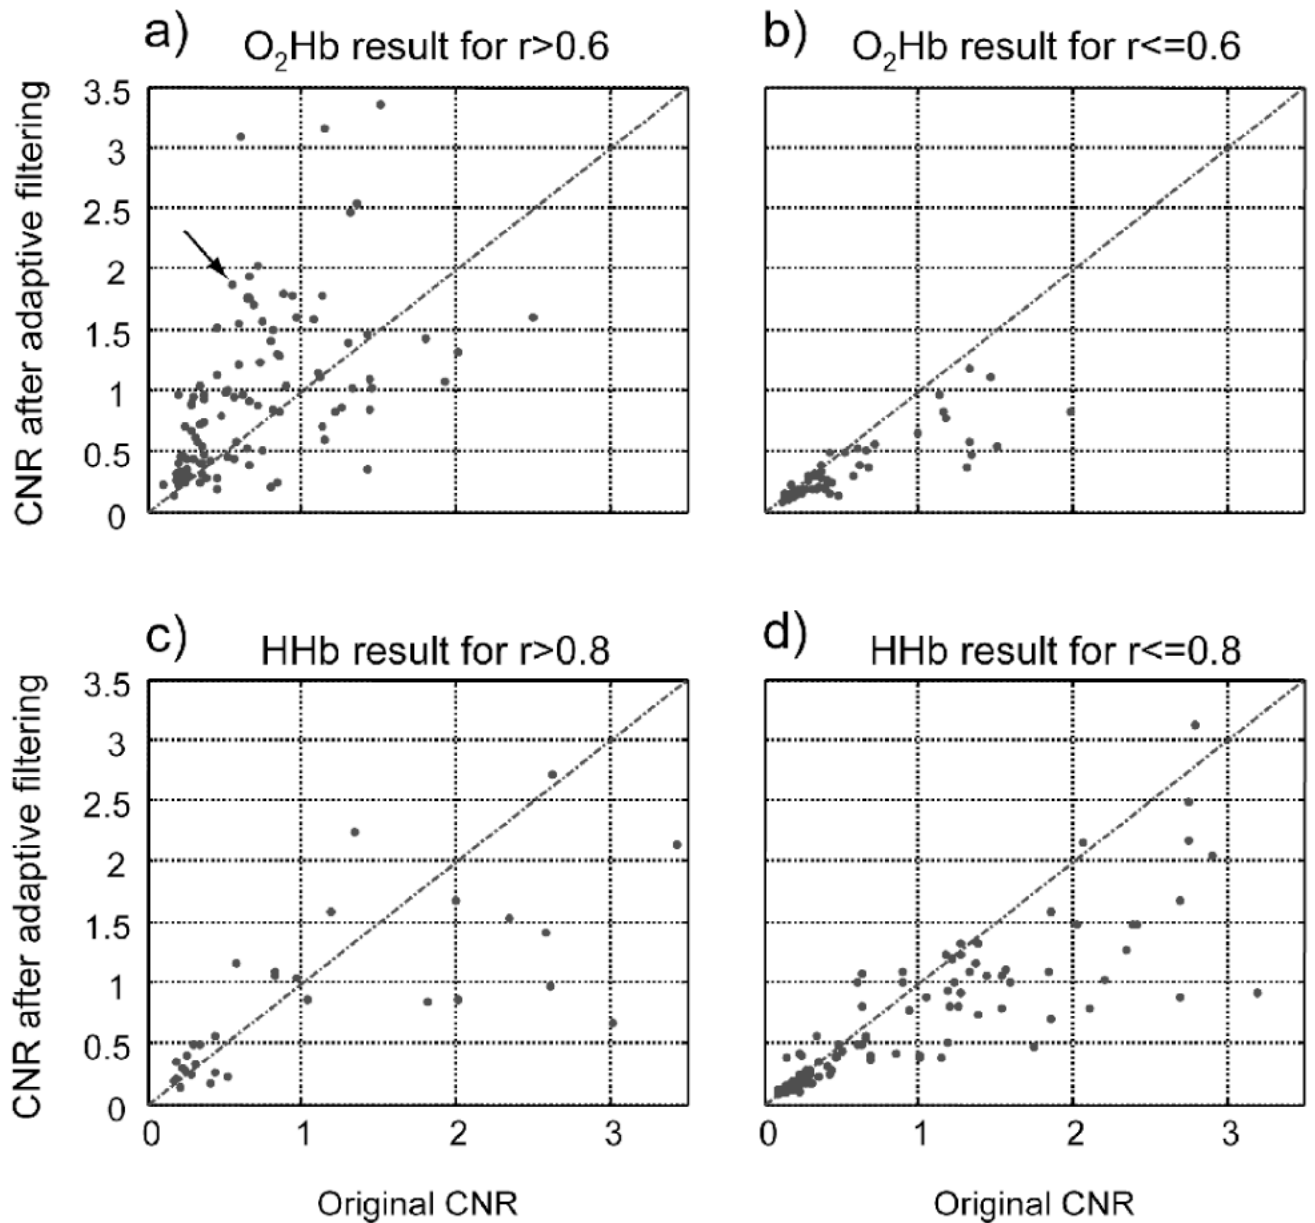 a)
O₂Hb result for r>0.6
b)
O₂Hb result for r<=0.6
CNR after adaptive filtering
3.5
3
2.5
2
1.5
1
0.5
0
c)
HHb result for r>0.8
d)
HHb result for r<=0.8
CNR after adaptive filtering
3.5
3
2.5
2
1.5
1
0.5
0
0 1 2 3
0 1 2 3
Original CNR
Original CNR